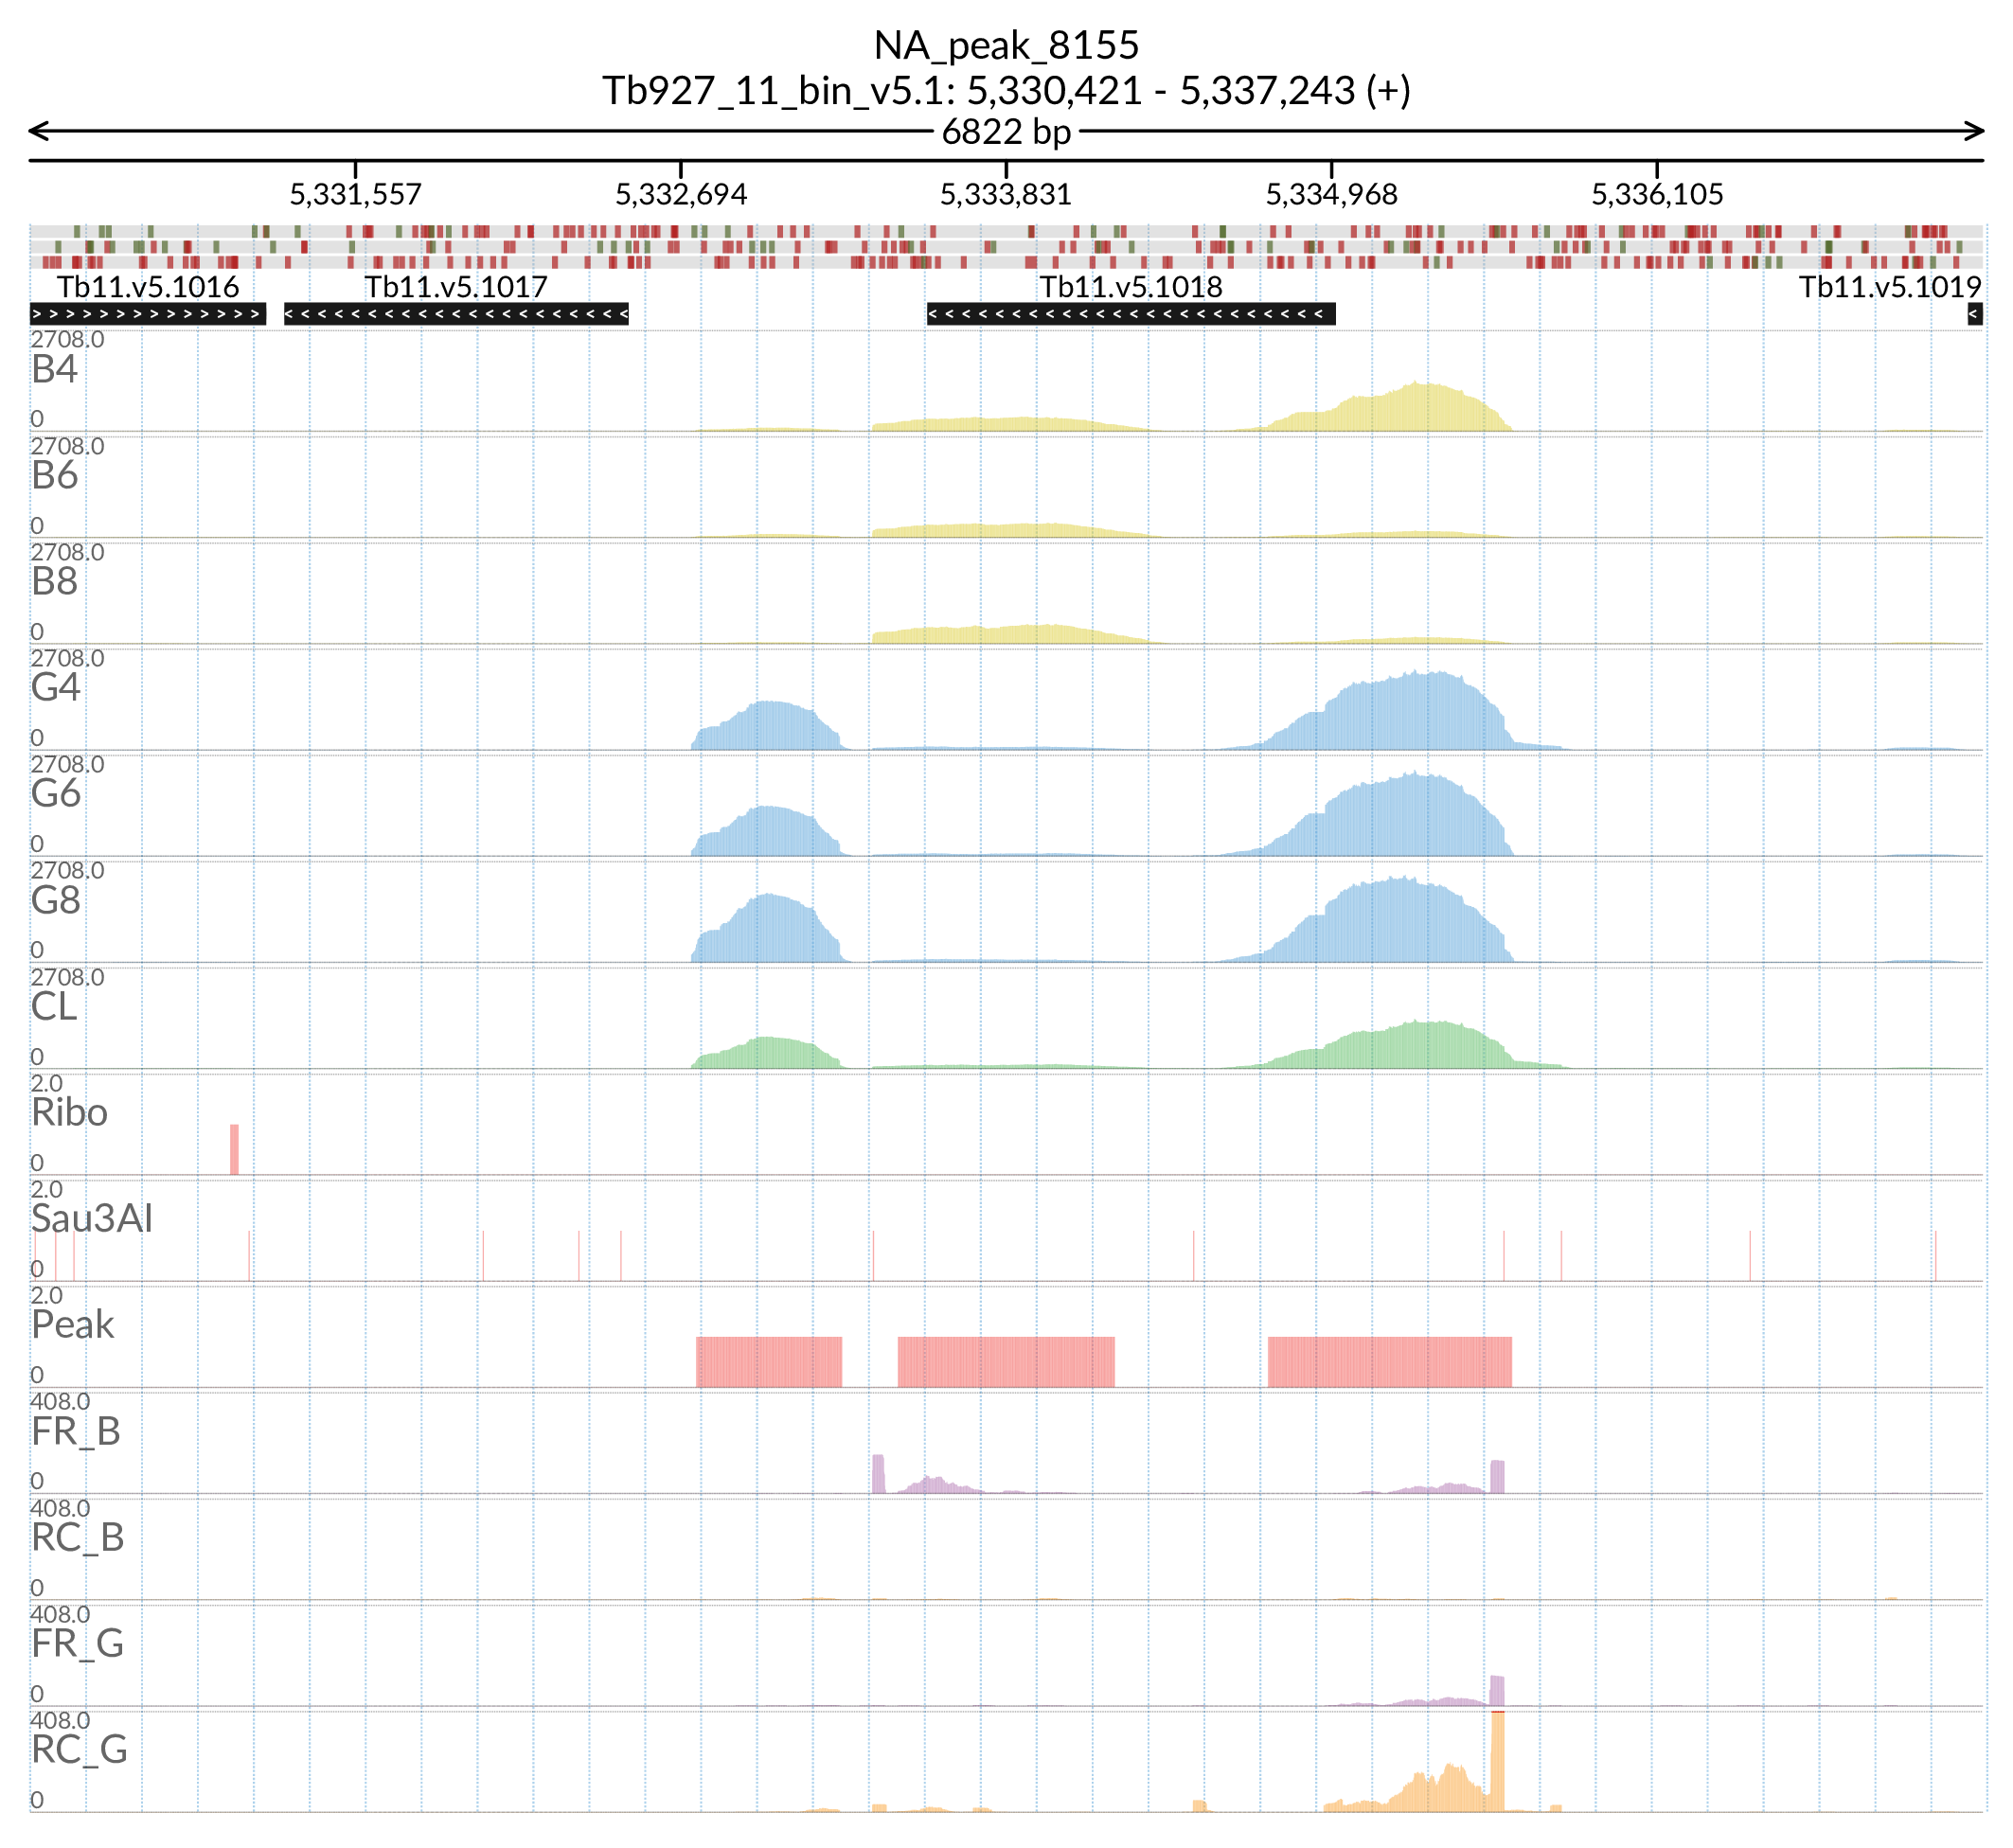 NA_peak_8155
Tb927_11_bin_v5.1: 5,330,421 - 5,337,243 (+)
6822 bp
5,331,557 5,332,694 5,333,831 5,334,968 5,336,105
Tb11.v5.1016 Tb11.v5.1017 Tb11.v5.1018 Tb11.v5.1019
2708.0
B4
0
2708.0
B6
0
2708.0
B8
0
2708.0
G4
0
2708.0
G6
0
2708.0
G8
0
2708.0
CL
0
2.0
Ribo
0
2.0
Sau3AI
0
2.0
Peak
0
408.0
FR_B
0
408.0
RC_B
0
408.0
FR_G
0
408.0
RC_G
0